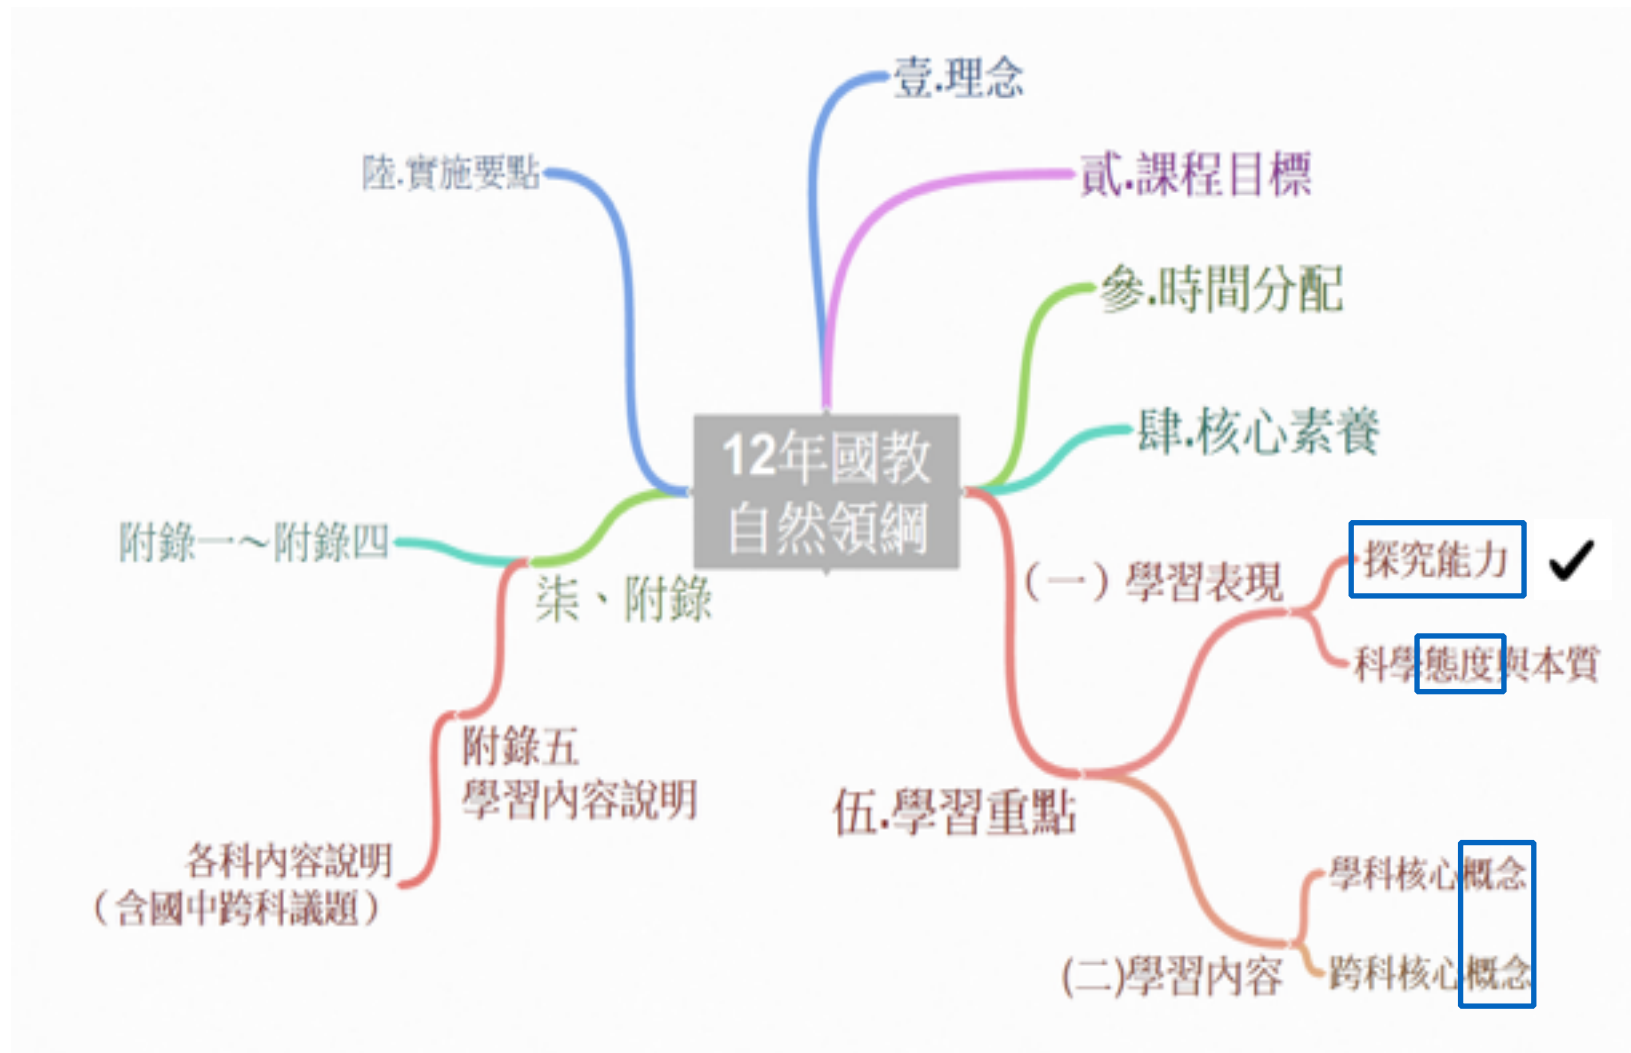 壹.理念
貳.課程目標
參.時間分配
肆.核心素養
12年國教
自然領綱
伍.學習重點
（一）學習表現
探究能力
科學態度與本質
(二)學習內容
學科核心概念
跨科核心概念
陸.實施要點
柒、附錄
附錄一～附錄四
附錄五
學習內容說明
各科內容說明
（含國中跨科議題）